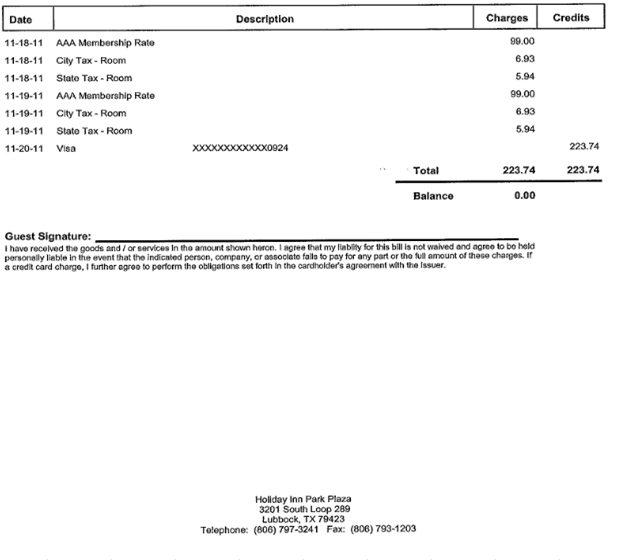 Date Description Charges Credits
11-18-11 AAA Membership Rate 99.00
11-18-11 City Tax - Room 6.93
11-18-11 State Tax - Room 5.94
11-19-11 AAA Membership Rate 99.00
11-19-11 City Tax - Room 6.93
11-19-11 State Tax - Room 5.94
11-20-11 Visa XXXXXXXXXXXX0924 223.74
Total 223.74 223.74
Balance 0.00
Guest Signature:
I have received the goods and / or services in the amount shown heron. I agree that my liablity for this bill is not waived and agree to be held
personally liable in the event that the indicated person, company, or associate fails to pay for any part or the full amount of these charges. If
a credit card charge, I further agree to perform the obligations set forth in the cardholder's agreement with the issuer.
Holiday Inn Park Plaza
3201 South Loop 289
Lubbock, TX 79423
Telephone: (806) 797-3241 Fax: (806) 793-1203